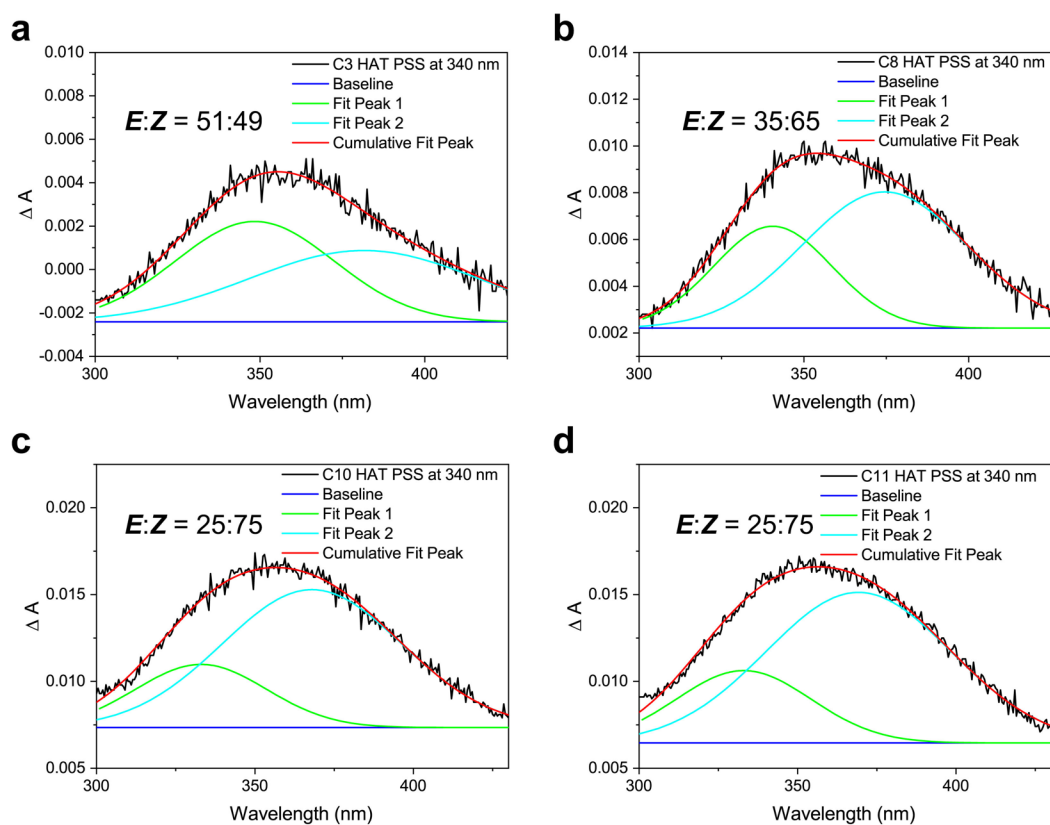 a
0.010
0.008
0.006
0.004
0.002
0.000
-0.002
-0.004
Δ A
C3 HAT PSS at 340 nm
Baseline
Fit Peak 1
Fit Peak 2
Cumulative Fit Peak
E:Z = 51:49
300 350 400
Wavelength (nm)
b
0.014
0.012
0.010
0.008
0.006
0.004
0.002
Δ A
C8 HAT PSS at 340 nm
Baseline
Fit Peak 1
Fit Peak 2
Cumulative Fit Peak
E:Z = 35:65
300 350 400
Wavelength (nm)
c
0.020
0.015
0.010
0.005
Δ A
C10 HAT PSS at 340 nm
Baseline
Fit Peak 1
Fit Peak 2
Cumulative Fit Peak
E:Z = 25:75
300 350 400
Wavelength (nm)
d
0.020
0.015
0.010
0.005
Δ A
C11 HAT PSS at 340 nm
Baseline
Fit Peak 1
Fit Peak 2
Cumulative Fit Peak
E:Z = 25:75
300 350 400
Wavelength (nm)